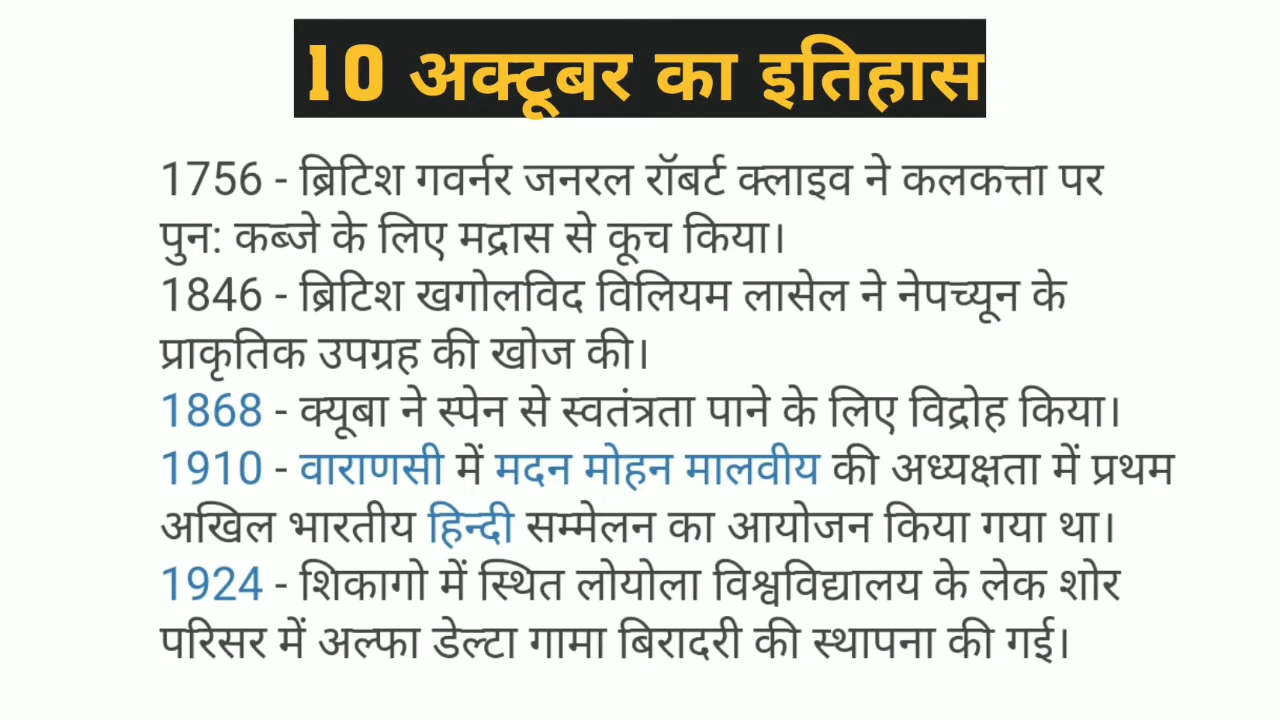 10 अक्टूबर का इतिहास
1756 - ब्रिटिश गवर्नर जनरल रॉबर्ट क्लाइव ने कलकत्ता पर
पुन: कब्जे के लिए मद्रास से कूच किया।
1846 - ब्रिटिश खगोलविद विलियम लासेल ने नेपच्यून के
प्राकृतिक उपग्रह की खोज की।
1868 - क्यूबा ने स्पेन से स्वतंत्रता पाने के लिए विद्रोह किया।
1910 - वाराणसी में मदन मोहन मालवीय की अध्यक्षता में प्रथम
अखिल भारतीय हिन्दी सम्मेलन का आयोजन किया गया था।
1924 - शिकागो में स्थित लोयोला विश्वविद्यालय के लेक शोर
परिसर में अल्फा डेल्टा गामा बिरादरी की स्थापना की गई।